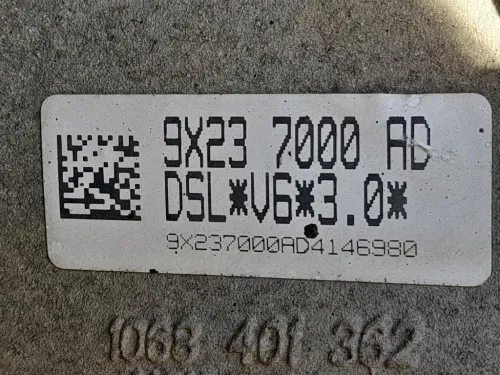 9X23 7000 AD
DSL*V6*3.0*
9X237000AD4146980
1068 401 362